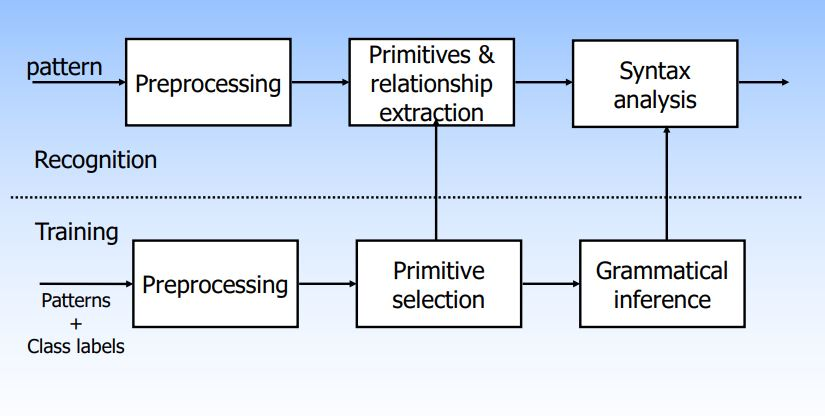 pattern
Preprocessing
Primitives &
relationship
extraction
Syntax
analysis
Recognition
Training
Patterns
+
Class labels
Preprocessing
Primitive
selection
Grammatical
inference